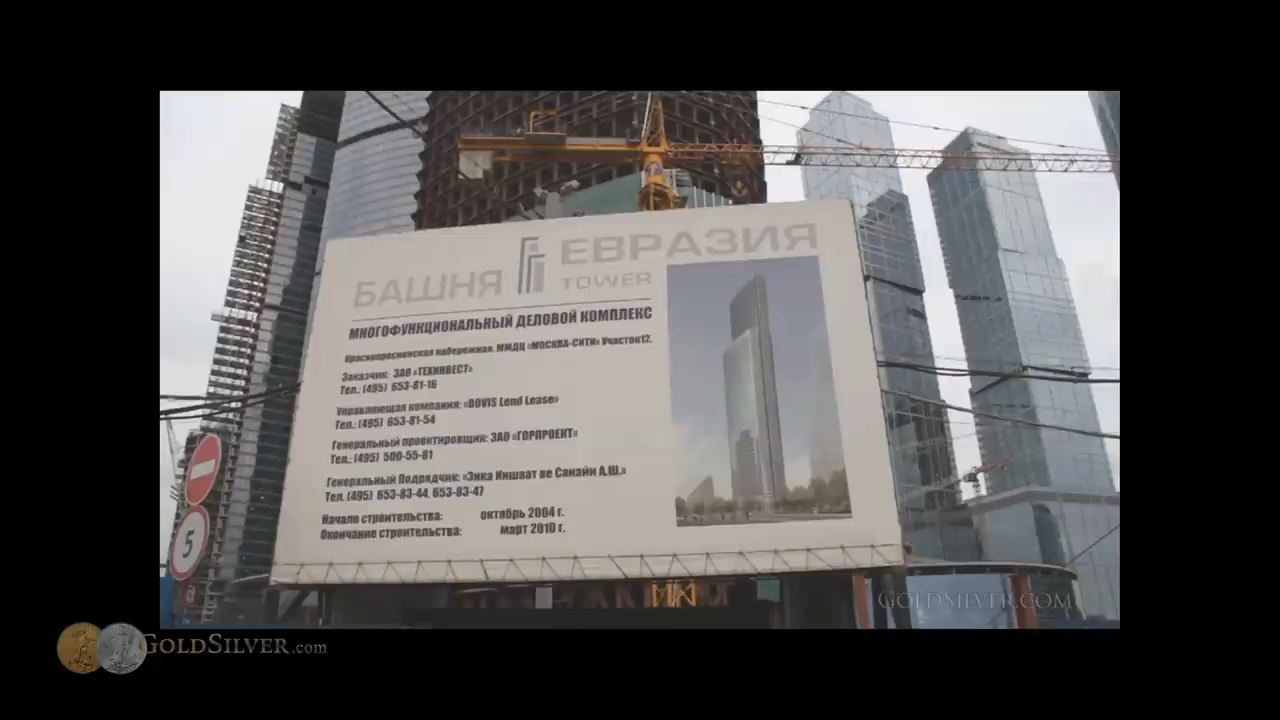 БАШНЯ ЕВРАЗИЯ
TOWER
МНОГОФУНКЦИОНАЛЬНЫЙ ДЕЛОВОЙ КОМПЛЕКС
Краснопресненская набережная, ММДЦ «МОСКВА-СИТИ» Участок12.
Заказчик: ЗАО «ТЕХИНВЕСТ»
Тел.: (495) 653-81-16
Управляющая компания: «BOVIS Lend Lease»
Тел.: (495) 653-81-54
Генеральный проектировщик: ЗАО «ГОРПРОЕКТ»
Тел.: (495) 500-55-81
Генеральный Подрядчик: «Энка Иншаат ве Санайи А.Ш.»
Тел. (495) 653-83-44, 653-83-47
Начало строительства: октябрь 2004 г.
Окончание строительства: март 2010 г.
5
GOLDSILVER.COM
GOLDSILVER.com